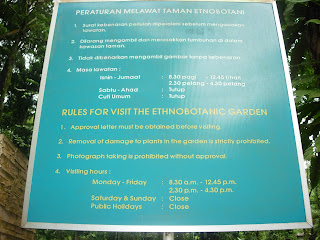 PERATURAN MELAWAT TAMAN ETNOBOTANI
1. Surat kebenaran perlulah diperolehi sebelum mengadakan
lawatan.
2. Dilarang mengambil dan merosakkan tumbuhan di dalam
kawasan taman.
3. Tidak dibenarkan mengambil gambar tanpa kebenaran.
4. Masa lawatan :
Isnin - Jumaat : 8.30 pagi - 12.45 t/hari
2.30 petang - 4.30 petang
Sabtu - Ahad : Tutup
Cuti Umum : Tutup
RULES FOR VISIT THE ETHNOBOTANIC GARDEN
1. Approval letter must be obtained before visiting.
2. Removal of damage to plants in the garden is strictly prohibited.
3. Photograph taking is prohibited without approval.
4. Visiting hours :
Monday - Friday : 8.30 a.m. - 12.45 p.m.
2.30 p.m. - 4.30 p.m.
Saturday & Sunday : Close
Public Holidays : Close